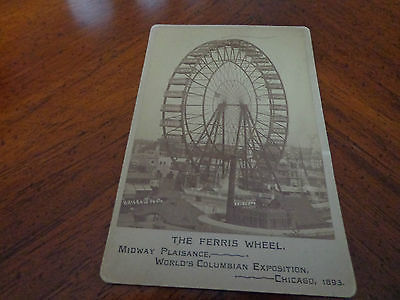 THE FERRIS WHEEL.
MIDWAY PLAISANCE,
WORLD'S COLUMBIAN EXPOSITION,
CHICAGO, 1893.